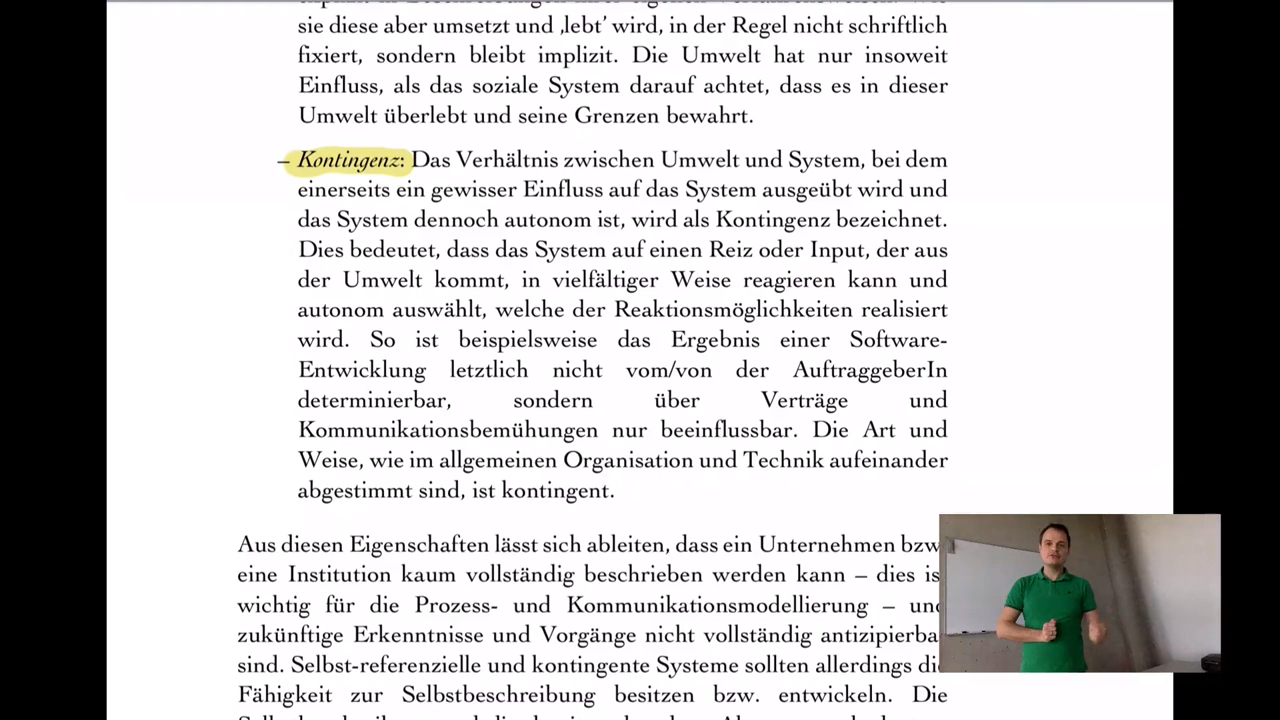 sie diese aber umsetzt und ‚lebt’ wird, in der Regel nicht schriftlich
fixiert, sondern bleibt implizit. Die Umwelt hat nur insoweit
Einfluss, als das soziale System darauf achtet, dass es in dieser
Umwelt überlebt und seine Grenzen bewahrt.
– Kontingenz: Das Verhältnis zwischen Umwelt und System, bei dem
einerseits ein gewisser Einfluss auf das System ausgeübt wird und
das System dennoch autonom ist, wird als Kontingenz bezeichnet.
Dies bedeutet, dass das System auf einen Reiz oder Input, der aus
der Umwelt kommt, in vielfältiger Weise reagieren kann und
autonom auswählt, welche der Reaktionsmöglichkeiten realisiert
wird. So ist beispielsweise das Ergebnis einer Software-
Entwicklung letztlich nicht vom/von der AuftraggeberIn
determinierbar, sondern über Verträge und
Kommunikationsbemühungen nur beeinflussbar. Die Art und
Weise, wie im allgemeinen Organisation und Technik aufeinander
abgestimmt sind, ist kontingent.
Aus diesen Eigenschaften lässt sich ableiten, dass ein Unternehmen bzw
eine Institution kaum vollständig beschrieben werden kann – dies is
wichtig für die Prozess- und Kommunikationsmodellierung – und
zukünftige Erkenntnisse und Vorgänge nicht vollständig antizipierba
sind. Selbst-referenzielle und kontingente Systeme sollten allerdings die
Fähigkeit zur Selbstbeschreibung besitzen bzw. entwickeln. Die